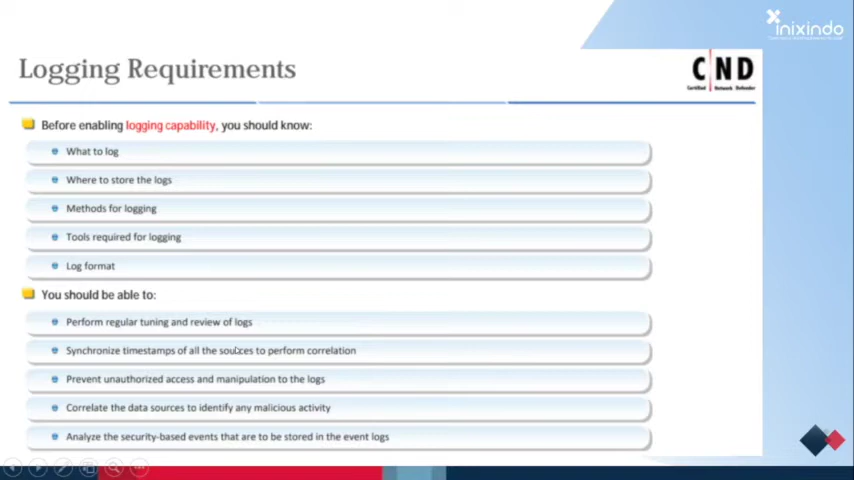 inixindo
Logging Requirements
C|ND
Certified Network Defender
Before enabling logging capability, you should know:
What to log
Where to store the logs
Methods for logging
Tools required for logging
Log format
You should be able to:
Perform regular tuning and review of logs
Synchronize timestamps of all the sources to perform correlation
Prevent unauthorized access and manipulation to the logs
Correlate the data sources to identify any malicious activity
Analyze the security-based events that are to be stored in the event logs